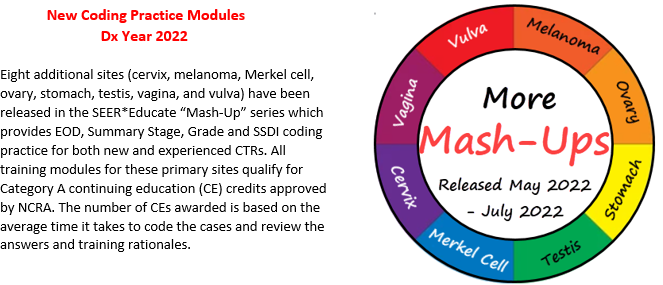 New Coding Practice Modules
Dx Year 2022
Eight additional sites (cervix, melanoma, Merkel cell,
ovary, stomach, testis, vagina, and vulva) have been
released in the SEER*Educate “Mash-Up” series which
provides EOD, Summary Stage, Grade and SSDI coding
practice for both new and experienced CTRs. All
training modules for these primary sites qualify for
Category A continuing education (CE) credits approved
by NCRA. The number of CEs awarded is based on the
average time it takes to code the cases and review the
answers and training rationales.
Vulva
Melanoma
Ovary
Stomach
Testis
Merkel Cell
Cervix
Vagina
More
Mash-Ups
Released May 2022
- July 2022